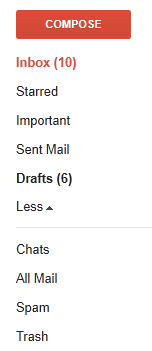 COMPOSE
Inbox (10)
Starred
Important
Sent Mail
Drafts (6)
Less
Chats
All Mail
Spam
Trash